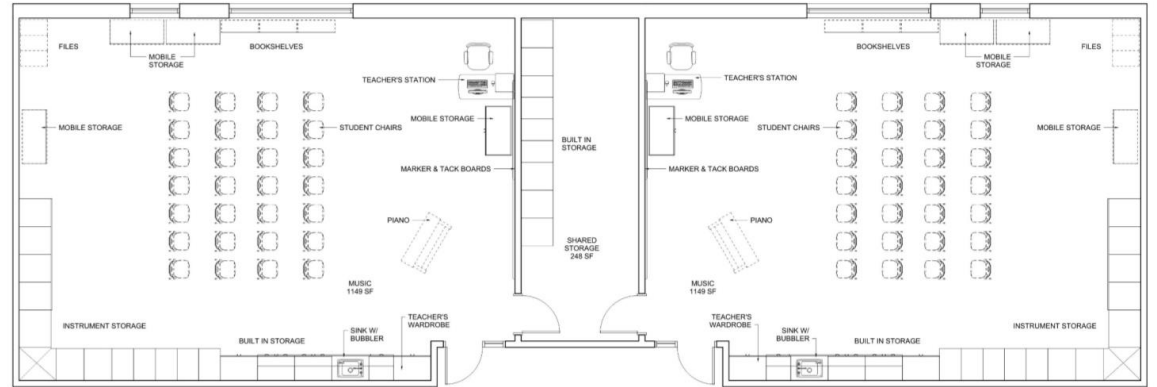 FILES
MOBILE
STORAGE
BOOKSHELVES
TEACHER'S STATION
MOBILE STORAGE
MOBILE STORAGE
STUDENT CHAIRS
MARKER & TACK BOARDS
PIANO
MUSIC
1149 SF
INSTRUMENT STORAGE
BUILT IN STORAGE
SINK W/
BUBBLER
TEACHER'S
WARDROBE
BUILT IN
STORAGE
SHARED
STORAGE
248 SF
BOOKSHELVES
MOBILE
STORAGE
FILES
TEACHER'S STATION
MOBILE STORAGE
STUDENT CHAIRS
MOBILE STORAGE
MARKER & TACK BOARDS
PIANO
MUSIC
1149 SF
TEACHER'S
WARDROBE
SINK W/
BUBBLER
BUILT IN STORAGE
INSTRUMENT STORAGE